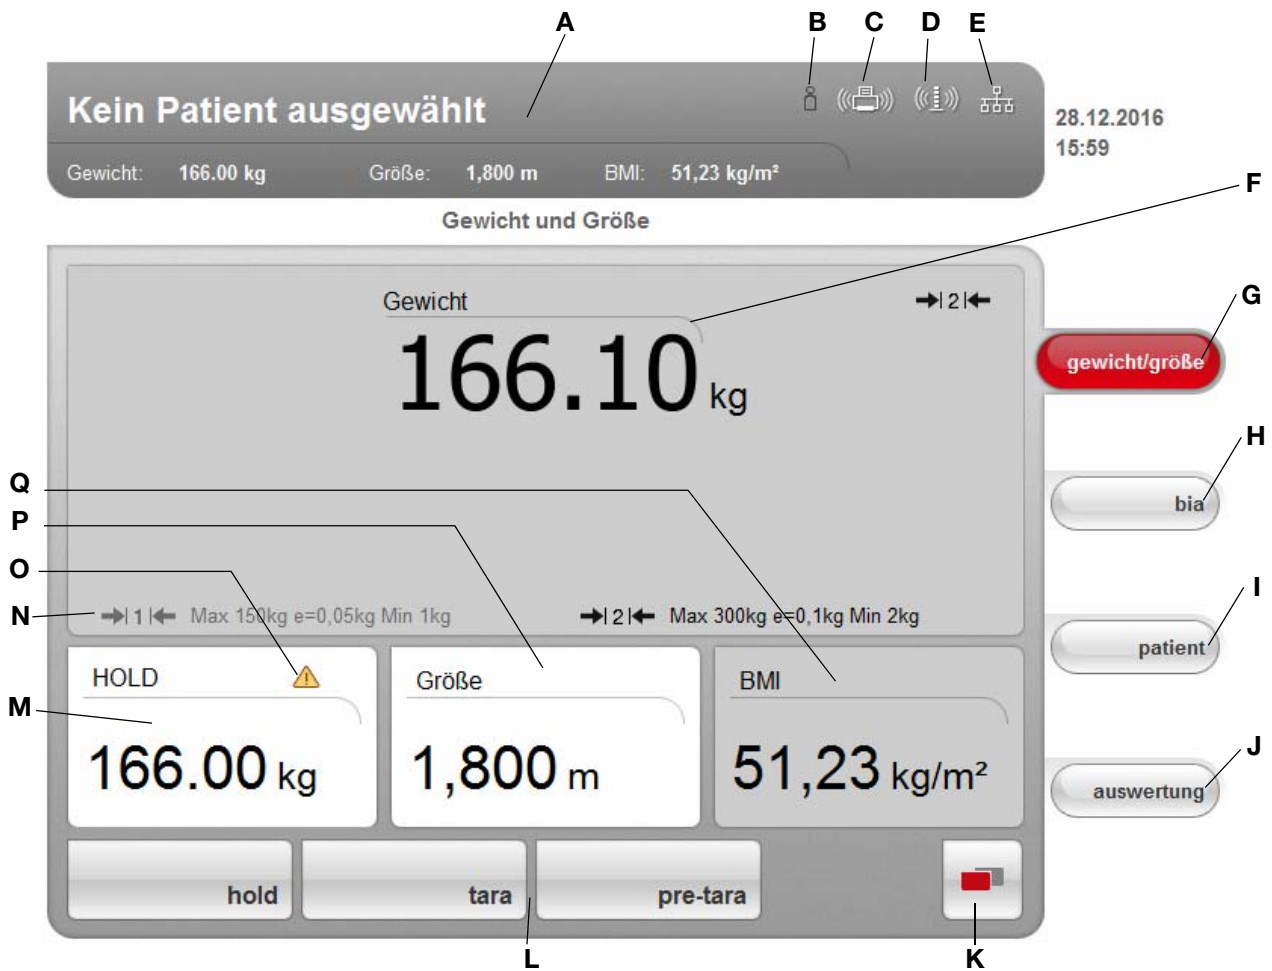 A B C D E
Kein Patient ausgewählt
28.12.2016
15:59
Gewicht: 166.00 kg Größe: 1,800 m BMI: 51,23 kg/m²
F
Gewicht und Größe
Gewicht
2
G
166.10 kg
gewicht/größe
H
Q
bia
P
O
I
N
1 Max 150kg e=0,05kg Min 1kg 2 Max 300kg e=0,1kg Min 2kg
patient
HOLD Größe BMI
M
J
166.00 kg 1,800 m 51,23 kg/m²
auswertung
hold tara pre-tara
L K